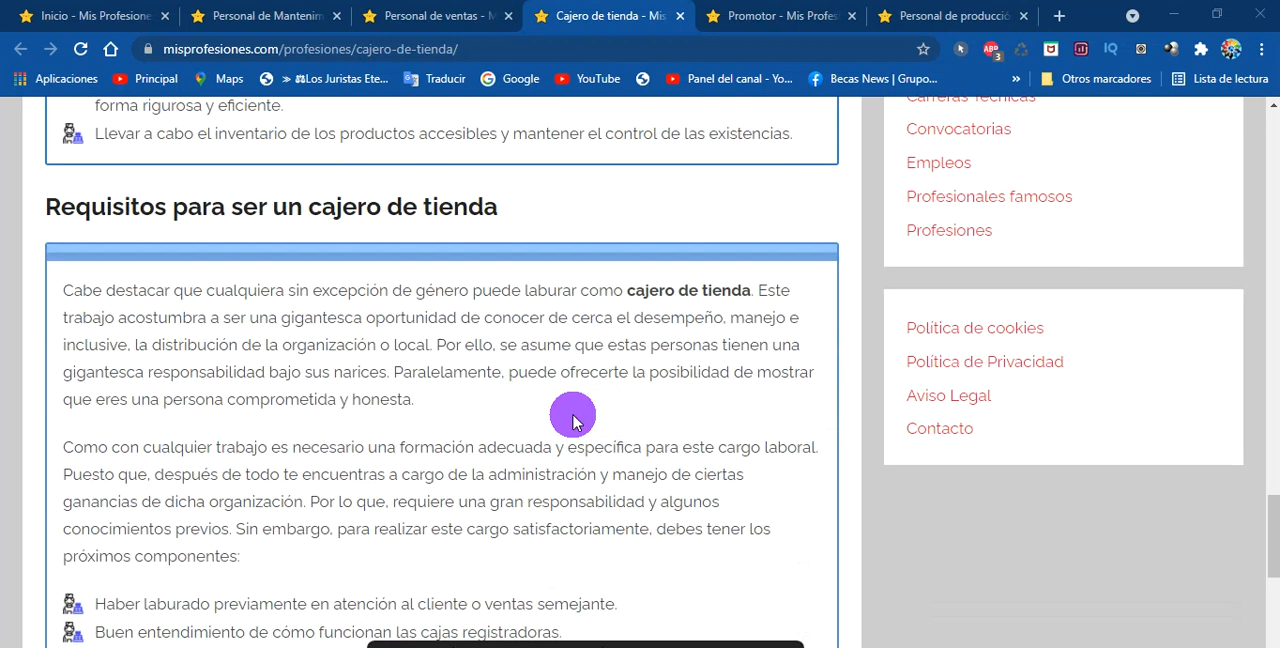 Inicio - Mis Profesione
Personal de Mantenim
Personal de ventas - M
Cajero de tienda - Mis
Promotor - Mis Profes
Personal de producció
misprofesiones.com/profesiones/cajero-de-tienda/
ABP
3
IQ
Aplicaciones
Principal
Maps
» ⚖Los Juristas Ete...
Traducir
Google
YouTube
Panel del canal - Yo...
Becas News | Grupo...
»
Otros marcadores
Lista de lectura
forma rigurosa y eficiente.
Llevar a cabo el inventario de los productos accesibles y mantener el control de las existencias.
Requisitos para ser un cajero de tienda
Cabe destacar que cualquiera sin excepción de género puede laburar como cajero de tienda. Este
trabajo acostumbra a ser una gigantesca oportunidad de conocer de cerca el desempeño, manejo e
inclusive, la distribución de la organización o local. Por ello, se asume que estas personas tienen una
gigantesca responsabilidad bajo sus narices. Paralelamente, puede ofrecerte la posibilidad de mostrar
que eres una persona comprometida y honesta.
Como con cualquier trabajo es necesario una formación adecuada y específica para este cargo laboral.
Puesto que, después de todo te encuentras a cargo de la administración y manejo de ciertas
ganancias de dicha organización. Por lo que, requiere una gran responsabilidad y algunos
conocimientos previos. Sin embargo, para realizar este cargo satisfactoriamente, debes tener los
próximos componentes:
Haber laburado previamente en atención al cliente o ventas semejante.
Buen entendimiento de cómo funcionan las cajas registradoras.
Carreras Técnicas
Convocatorias
Empleos
Profesionales famosos
Profesiones
Política de cookies
Política de Privacidad
Aviso Legal
Contacto